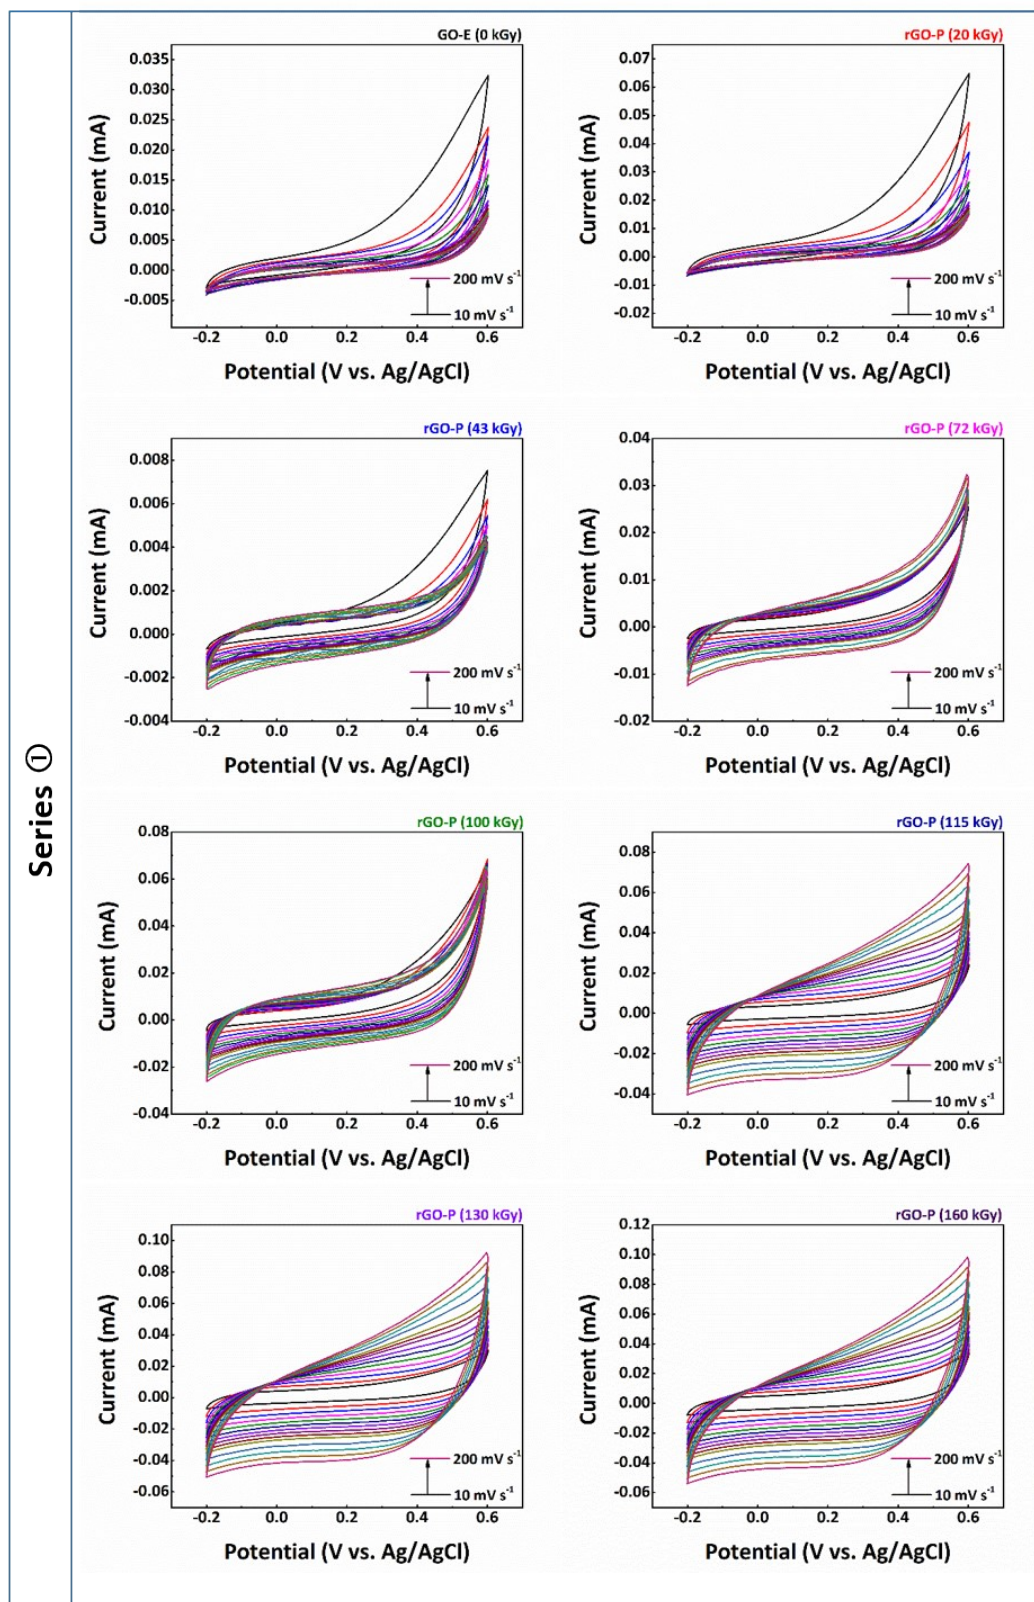 Series ①
GO-E (0 kGy)
0.035
0.030
0.025
0.020
0.015
0.010
0.005
0.000
-0.005
Current (mA)
200 mV s⁻¹
10 mV s⁻¹
-0.2 0.0 0.2 0.4 0.6
Potential (V vs. Ag/AgCl)
rGO-P (20 kGy)
0.07
0.06
0.05
0.04
0.03
0.02
0.01
0.00
-0.01
-0.02
Current (mA)
200 mV s⁻¹
10 mV s⁻¹
-0.2 0.0 0.2 0.4 0.6
Potential (V vs. Ag/AgCl)
rGO-P (43 kGy)
0.008
0.006
0.004
0.002
0.000
-0.002
-0.004
Current (mA)
200 mV s⁻¹
10 mV s⁻¹
-0.2 0.0 0.2 0.4 0.6
Potential (V vs. Ag/AgCl)
rGO-P (72 kGy)
0.04
0.03
0.02
0.01
0.00
-0.01
-0.02
Current (mA)
200 mV s⁻¹
10 mV s⁻¹
-0.2 0.0 0.2 0.4 0.6
Potential (V vs. Ag/AgCl)
rGO-P (100 kGy)
0.08
0.06
0.04
0.02
0.00
-0.02
-0.04
Current (mA)
200 mV s⁻¹
10 mV s⁻¹
-0.2 0.0 0.2 0.4 0.6
Potential (V vs. Ag/AgCl)
rGO-P (115 kGy)
0.08
0.06
0.04
0.02
0.00
-0.02
-0.04
Current (mA)
200 mV s⁻¹
10 mV s⁻¹
-0.2 0.0 0.2 0.4 0.6
Potential (V vs. Ag/AgCl)
rGO-P (130 kGy)
0.10
0.08
0.06
0.04
0.02
0.00
-0.02
-0.04
-0.06
Current (mA)
200 mV s⁻¹
10 mV s⁻¹
-0.2 0.0 0.2 0.4 0.6
Potential (V vs. Ag/AgCl)
rGO-P (160 kGy)
0.12
0.10
0.08
0.06
0.04
0.02
0.00
-0.02
-0.04
-0.06
Current (mA)
200 mV s⁻¹
10 mV s⁻¹
-0.2 0.0 0.2 0.4 0.6
Potential (V vs. Ag/AgCl)